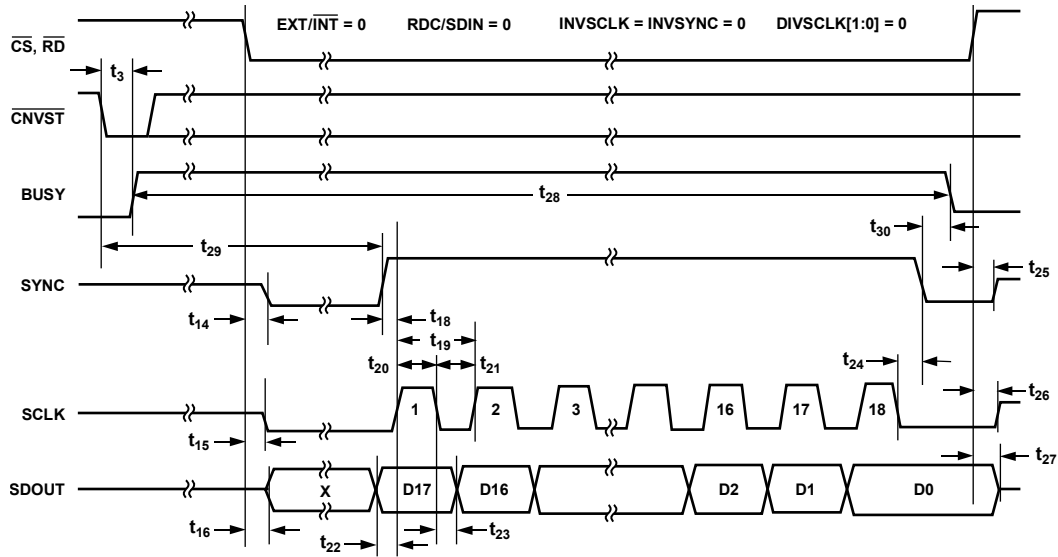 EXT/INT = 0 RDC/SDIN = 0 INVSCLK = INVSYNC = 0 DIVSCLK[1:0] = 0
CS, RD
t3
CNVST
BUSY
t28
t30
t29
t25
SYNC
t14
t18
t19
t20
t21
t24
t26
SCLK
1 2 3 16 17 18
t15
t27
SDOUT
X D17 D16 D2 D1 D0
t16
t22
t23